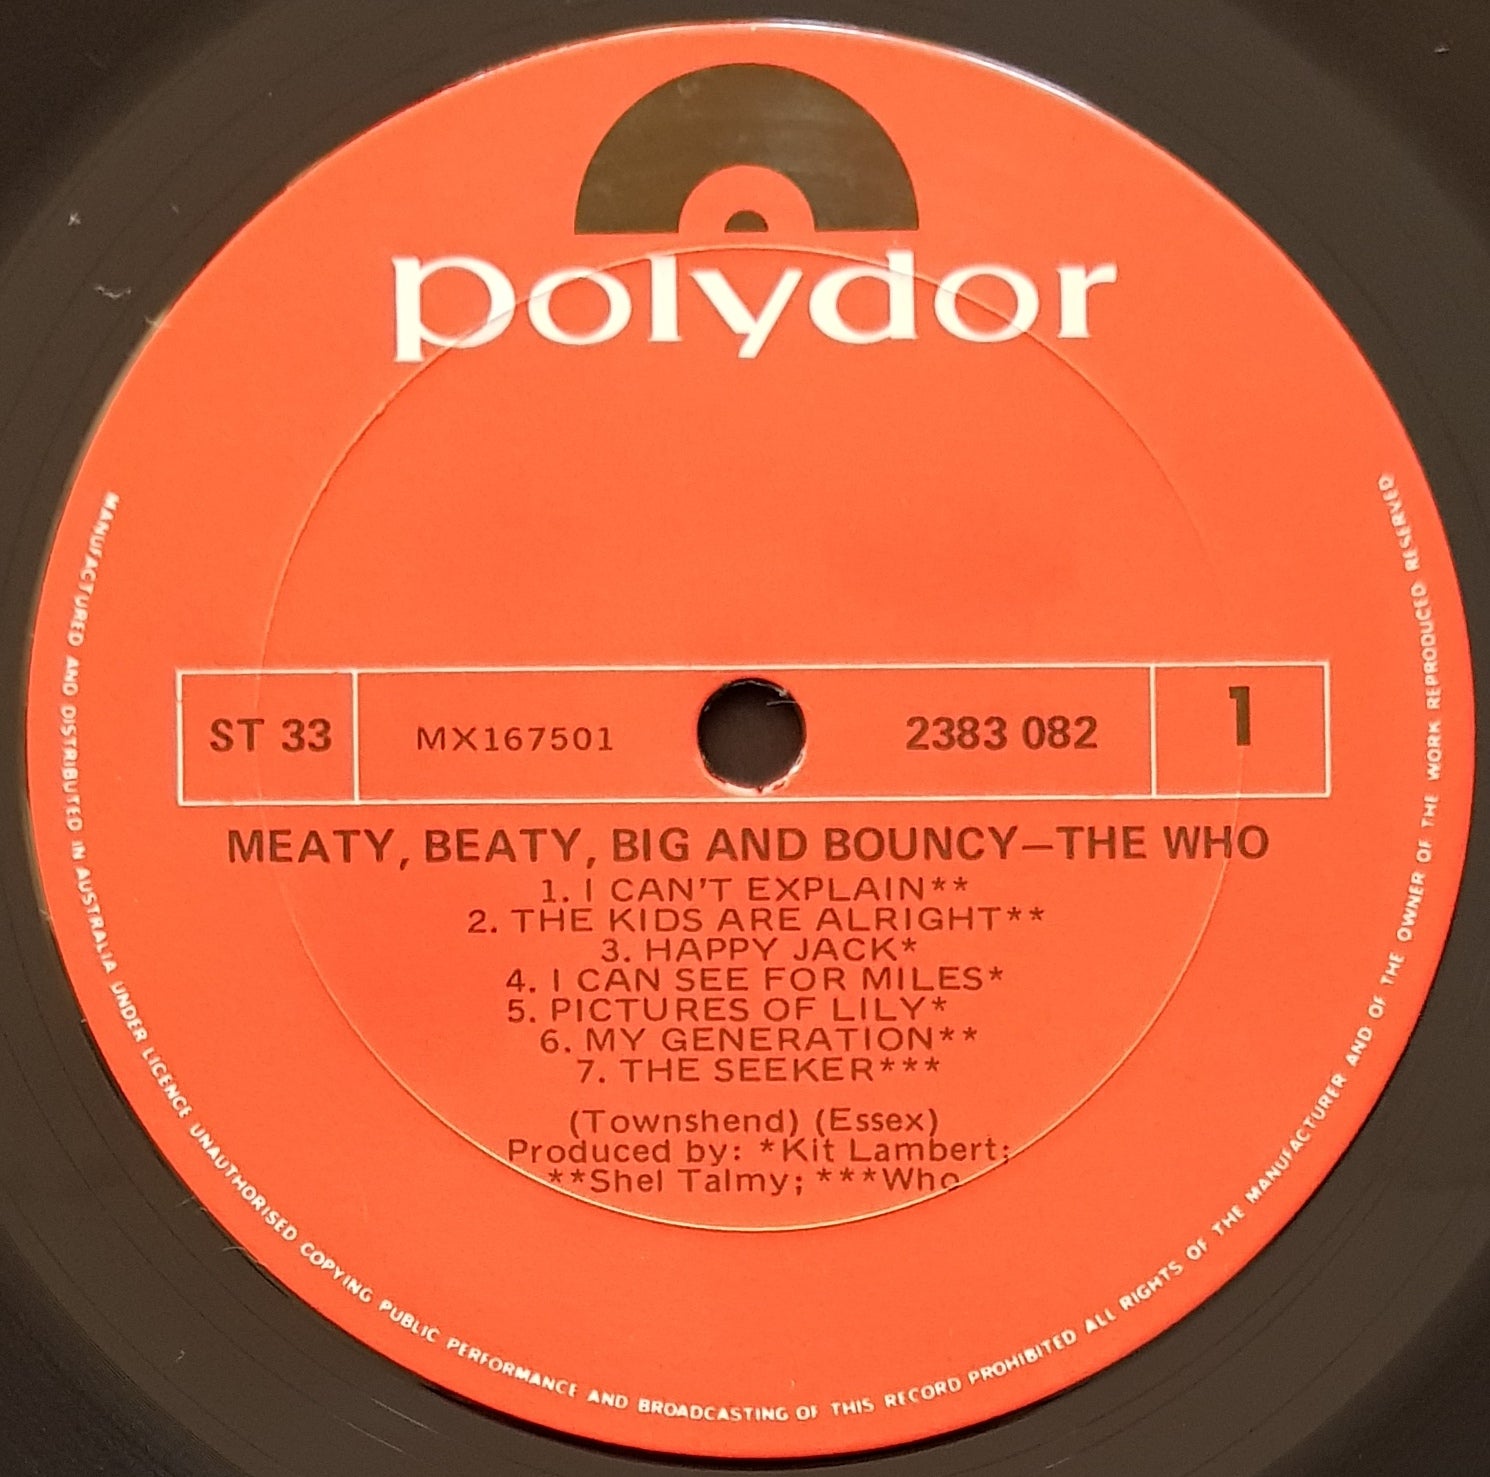 polydor
ST 33
MX167501
2383 082
1
MEATY, BEATY, BIG AND BOUNCY—THE WHO
1. I CAN'T EXPLAIN**
2. THE KIDS ARE ALRIGHT**
3. HAPPY JACK*
4. I CAN SEE FOR MILES*
5. PICTURES OF LILY*
6. MY GENERATION**
7. THE SEEKER***
(Townshend) (Essex)
Produced by: *Kit Lambert;
**Shel Talmy; ***Who
MANUFACTURED AND DISTRIBUTED IN AUSTRALIA UNDER LICENCE UNAUTHORISED COPYING PUBLIC PERFORMANCE AND BROADCASTING OF THIS RECORD PROHIBITED ALL RIGHTS OF THE MANUFACTURER AND OF THE OWNER OF THE WORK REPRODUCED RESERVED